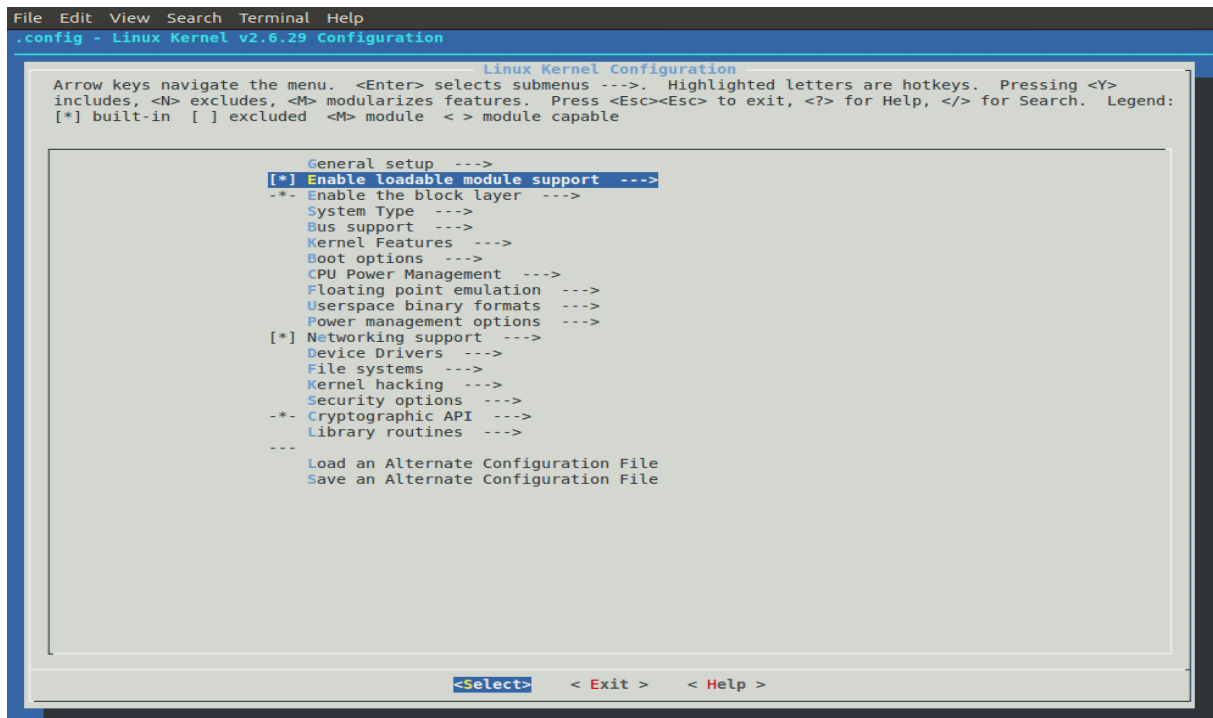 File Edit View Search Terminal Help
.config - Linux Kernel v2.6.29 Configuration
Linux Kernel Configuration
Arrow keys navigate the menu. <Enter> selects submenus --->. Highlighted letters are hotkeys. Pressing <Y>
includes, <N> excludes, <M> modularizes features. Press <Esc><Esc> to exit, <?> for Help, </> for Search. Legend:
[*] built-in [ ] excluded <M> module < > module capable
General setup --->
[*] Enable loadable module support --->
-*- Enable the block layer --->
System Type --->
Bus support --->
Kernel Features --->
Boot options --->
CPU Power Management --->
Floating point emulation --->
Userspace binary formats --->
Power management options --->
[*] Networking support --->
Device Drivers --->
File systems --->
Kernel hacking --->
Security options --->
-*- Cryptographic API --->
Library routines --->
---
Load an Alternate Configuration File
Save an Alternate Configuration File
<Select> < Exit > < Help >